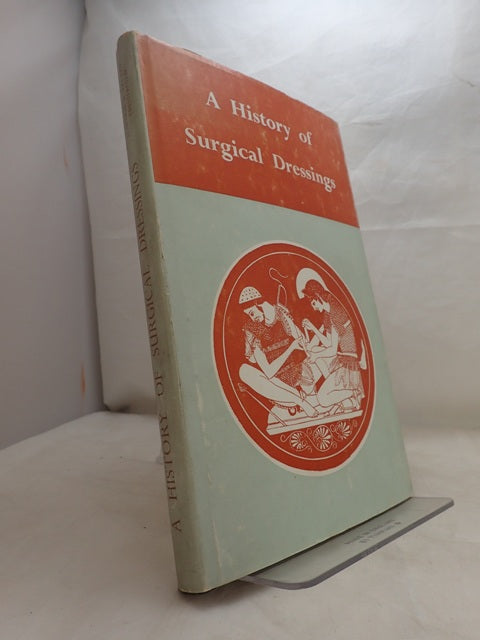 A History of
Surgical Dressings
A HISTORY OF SURGICAL DRESSINGS